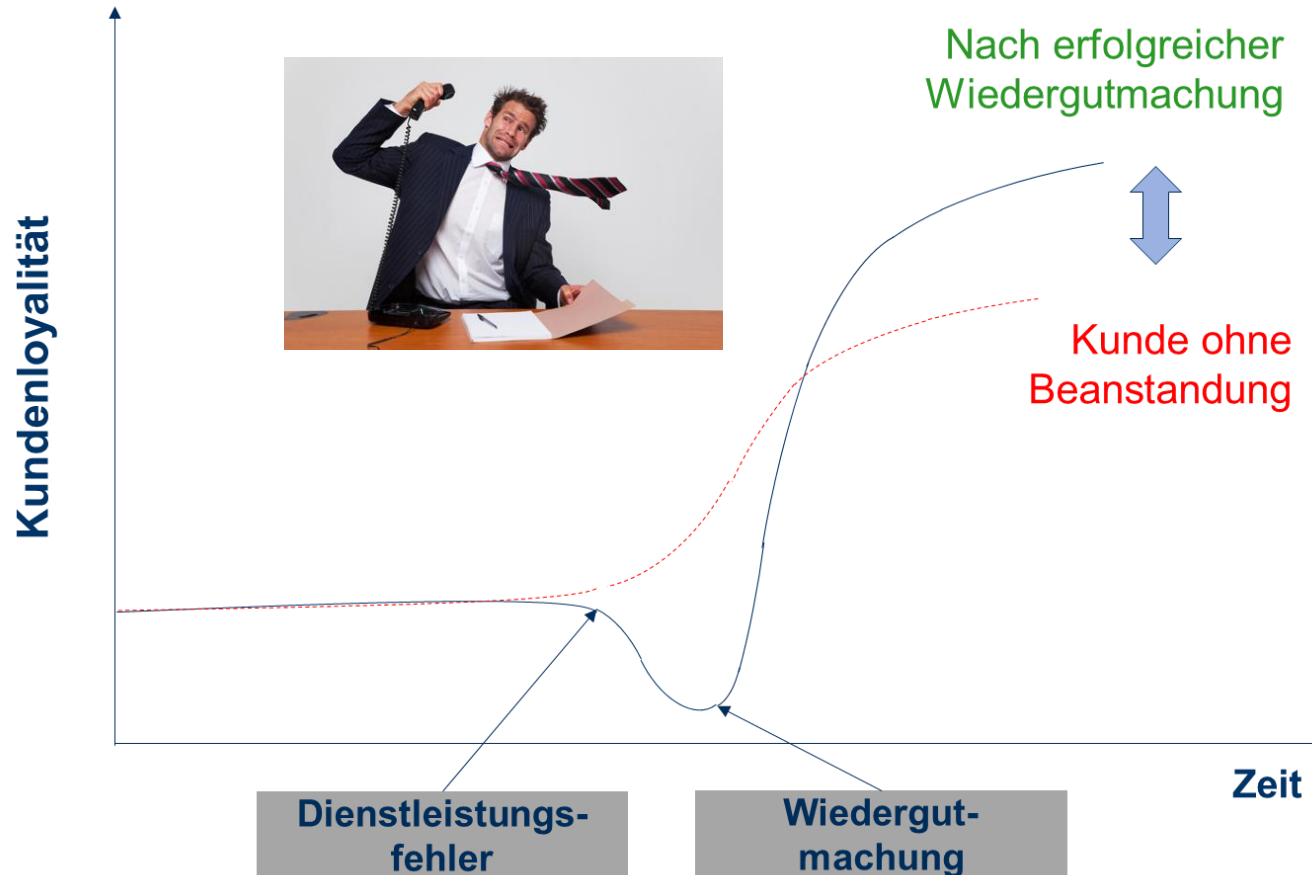 Nach erfolgreicher
Wiedergutmachung
Kundenloyalität
Kunde ohne
Beanstandung
Zeit
Dienstleistungs-
fehler
Wiedergut-
machung